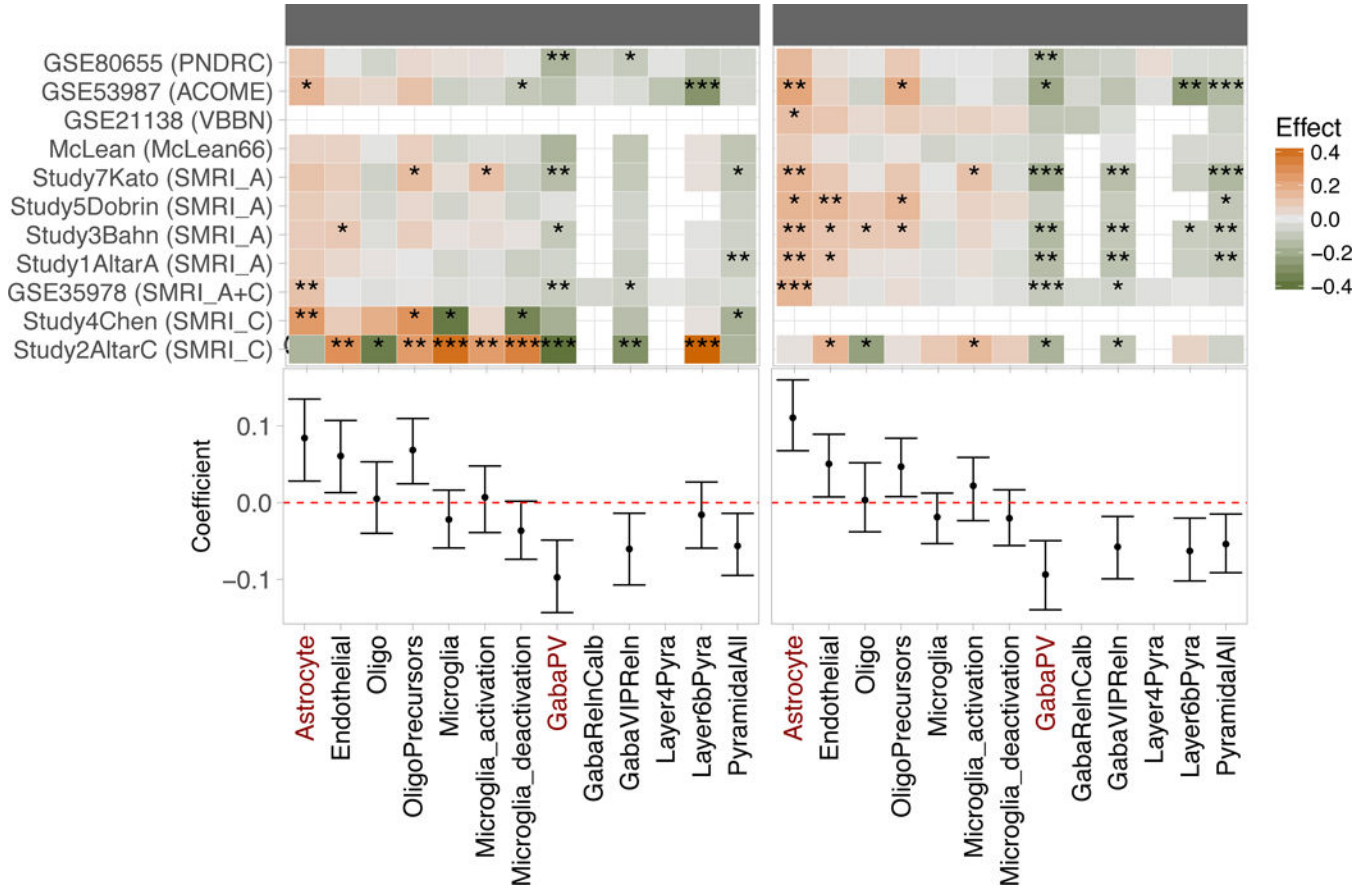 GSE80655 (PNDRC) ** * **
GSE53987 (ACOME) * * *** ** * * ** ***
GSE21138 (VBBN) *
McLean (McLean66)
Study7Kato (SMRI_A) * * ** * ** * *** ** ***
Study5Dobrin (SMRI_A) * ** * *
Study3Bahn (SMRI_A) * * ** * * * ** ** * **
Study1AltarA (SMRI_A) ** ** * ** ** **
GSE35978 (SMRI_A+C) ** ** * *** *** *
Study4Chen (SMRI_C) ** * * * *
Study2AltarC (SMRI_C) ** * ** *** ** *** *** ** *** * * * * *
Effect
0.4
0.2
0.0
−0.2
−0.4
Coefficient
0.1
0.0
−0.1
Astrocyte
Endothelial
Oligo
OligoPrecursors
Microglia
Microglia_activation
Microglia_deactivation
GabaPV
GabaRelnCalb
GabaVIPReln
Layer4Pyra
Layer6bPyra
PyramidalAll
Astrocyte
Endothelial
Oligo
OligoPrecursors
Microglia
Microglia_activation
Microglia_deactivation
GabaPV
GabaRelnCalb
GabaVIPReln
Layer4Pyra
Layer6bPyra
PyramidalAll